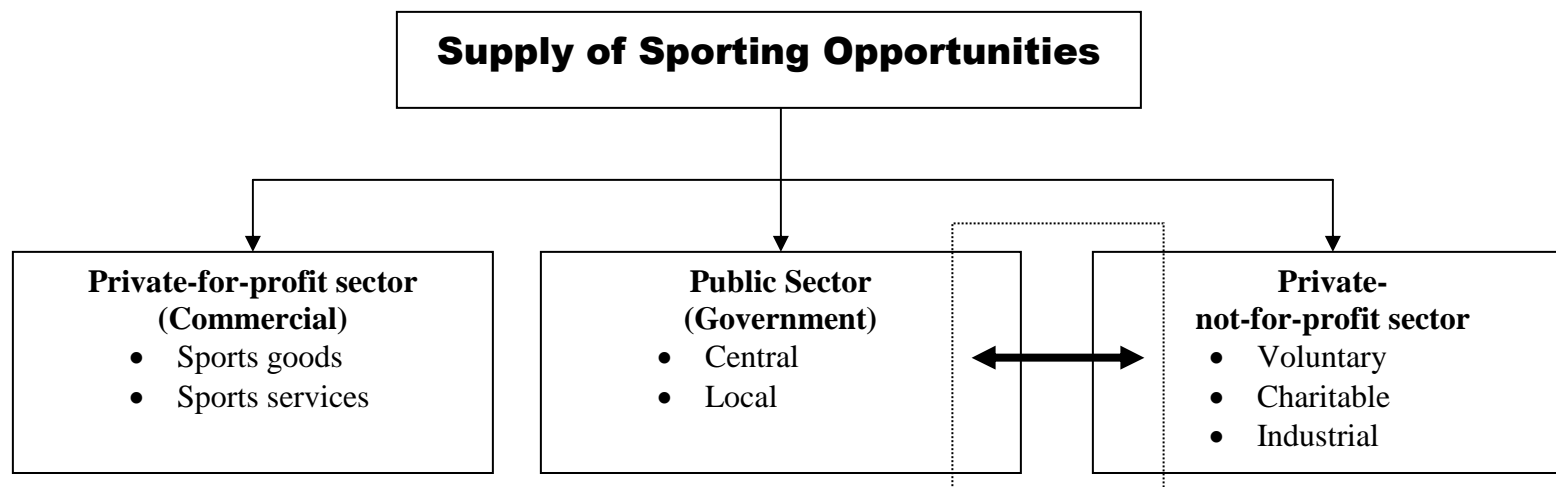 Supply of Sporting Opportunities
Private-for-profit sector
(Commercial)
• Sports goods
• Sports services
Public Sector
(Government)
• Central
• Local
Private-
not-for-profit sector
• Voluntary
• Charitable
• Industrial